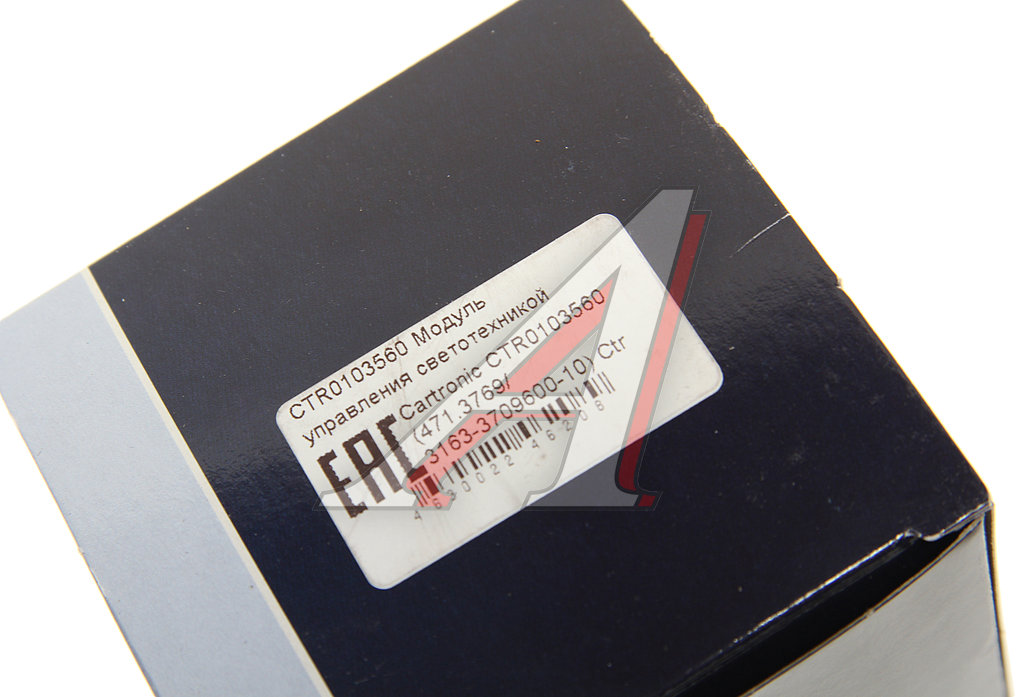 CTR0103560 Модуль
управления светотехникой
Cartronic CTR0103560
(471.3769/
3163-3709600-10) Ctr
EAC